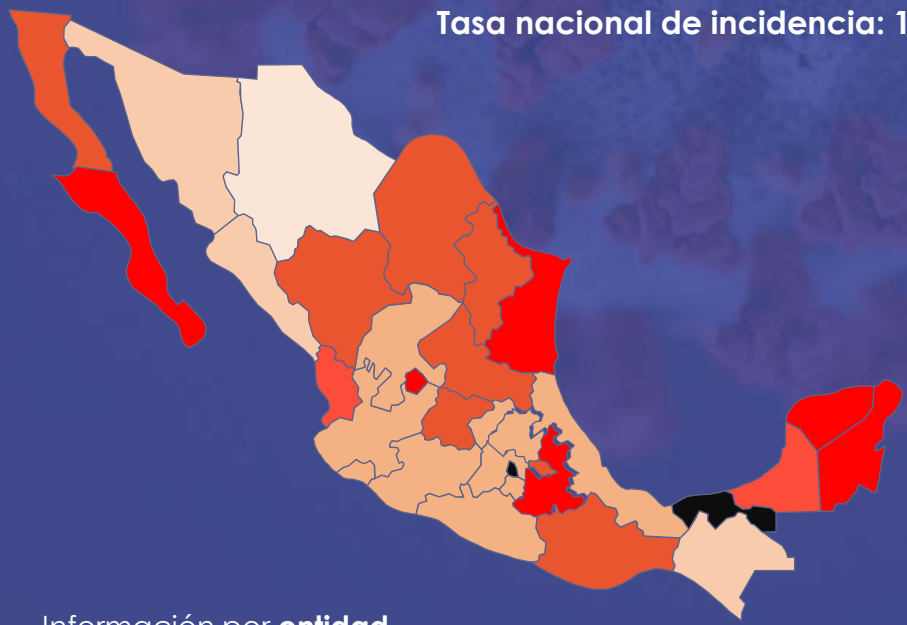 Tasa nacional de incidencia: 1
Información por entidad